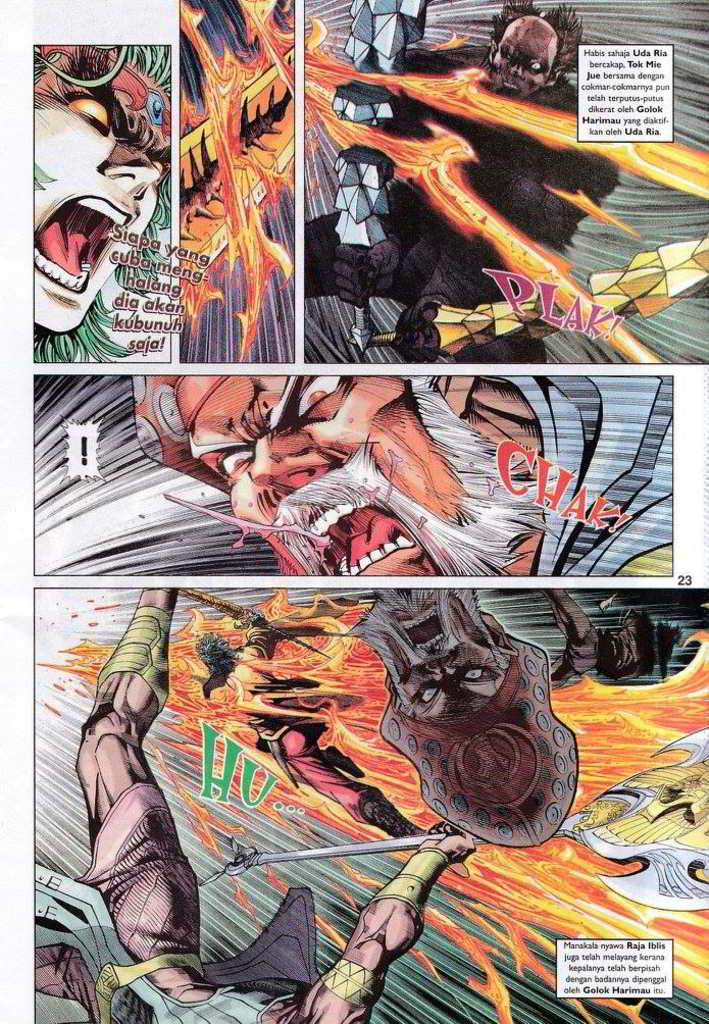 Siapa yang
cuba meng-
halang
dia akan
kubunuh
saja!
Habis sahaja Uda Ria
bercakap, Tok Mie
Jue bersama dengan
cokmar-cokmarnya pun
telah terputus-putus
dikerat oleh Golok
Harimau yang diaktif-
kan oleh Uda Ria.
PLAK!
!
CHAK!
23
HU...
Manakala nyawa Raja Iblis
juga telah melayang kerana
kepalanya telah berpisah
dengan badannya dipenggal
oleh Golok Harimau itu.